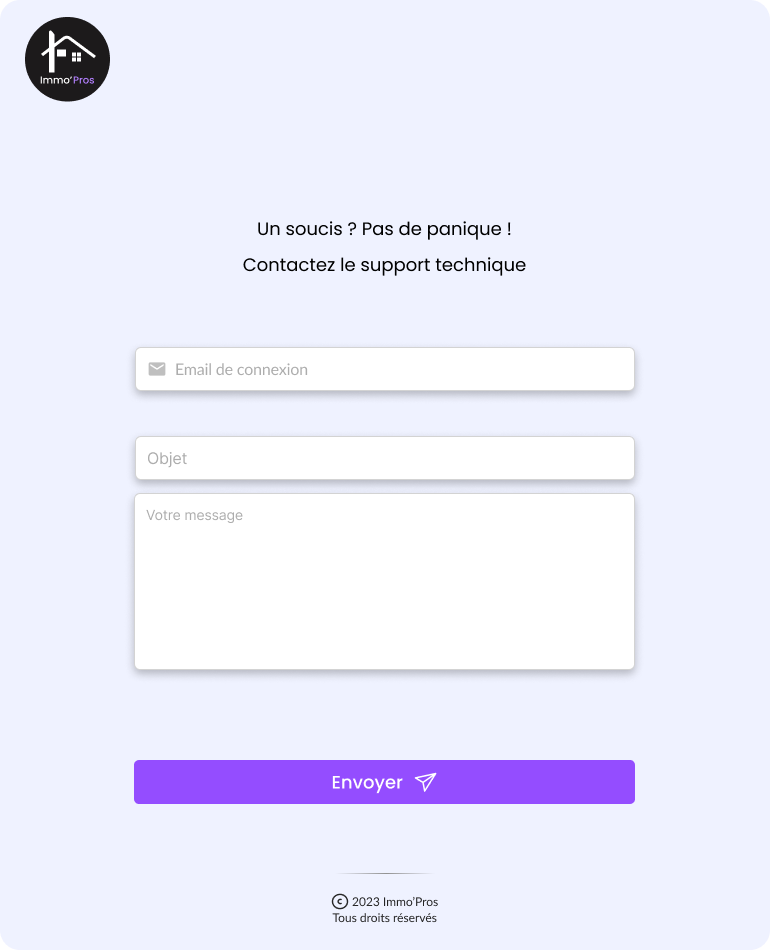 Immo'Pros
Un soucis ? Pas de panique !
Contactez le support technique
Email de connexion
Objet
Votre message
Envoyer
© 2023 Immo'Pros
Tous droits réservés